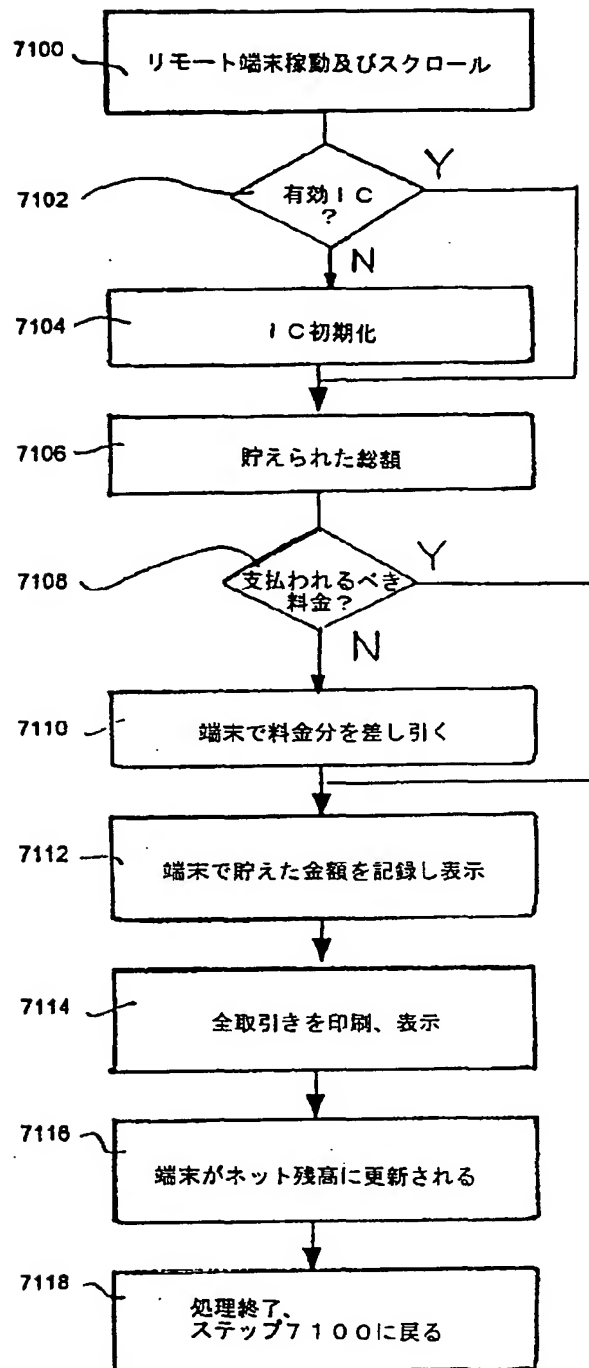 7100
リモート端末稼動及びスクロール
Y
7102
有効IC
?
N
7104
IC初期化
7106
貯えられた総額
Y
7108
支払われるべき
料金?
N
7110
端末で料金分を差し引く
7112
端末で貯えた金額を記録し表示
7114
全取引きを印刷、表示
7116
端末がネット残高に更新される
7118
処理終了、
ステップ7100に戻る